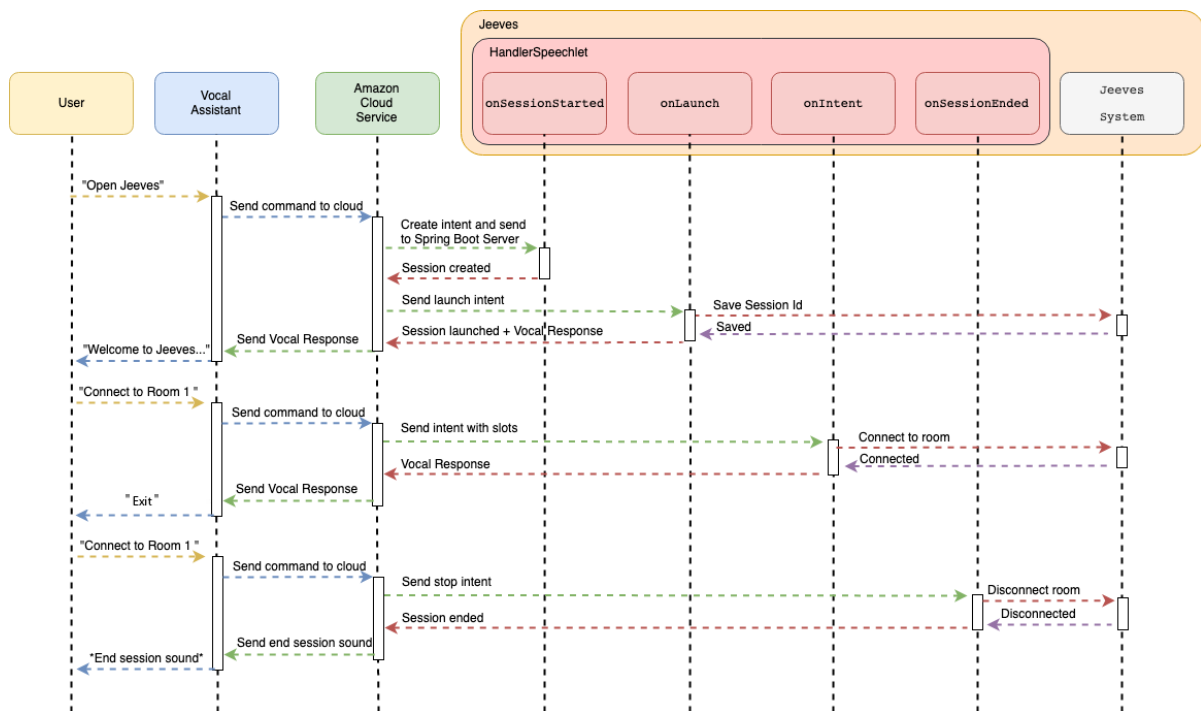 Jeeves
HandlerSpeechlet
User
Vocal
Assistant
Amazon
Cloud
Service
onSessionStarted
onLaunch
onIntent
onSessionEnded
Jeeves
System
"Open Jeeves"
Send command to cloud
Create intent and send
to Spring Boot Server
Session created
Send launch intent
Save Session Id
Saved
Session launched + Vocal Response
Send Vocal Response
"Welcome to Jeeves..."
"Connect to Room 1 "
Send command to cloud
Send intent with slots
Connect to room
Connected
Vocal Response
Send Vocal Response
" Exit "
"Connect to Room 1 "
Send command to cloud
Send stop intent
Disconnect room
Disconnected
Session ended
Send end session sound
*End session sound*